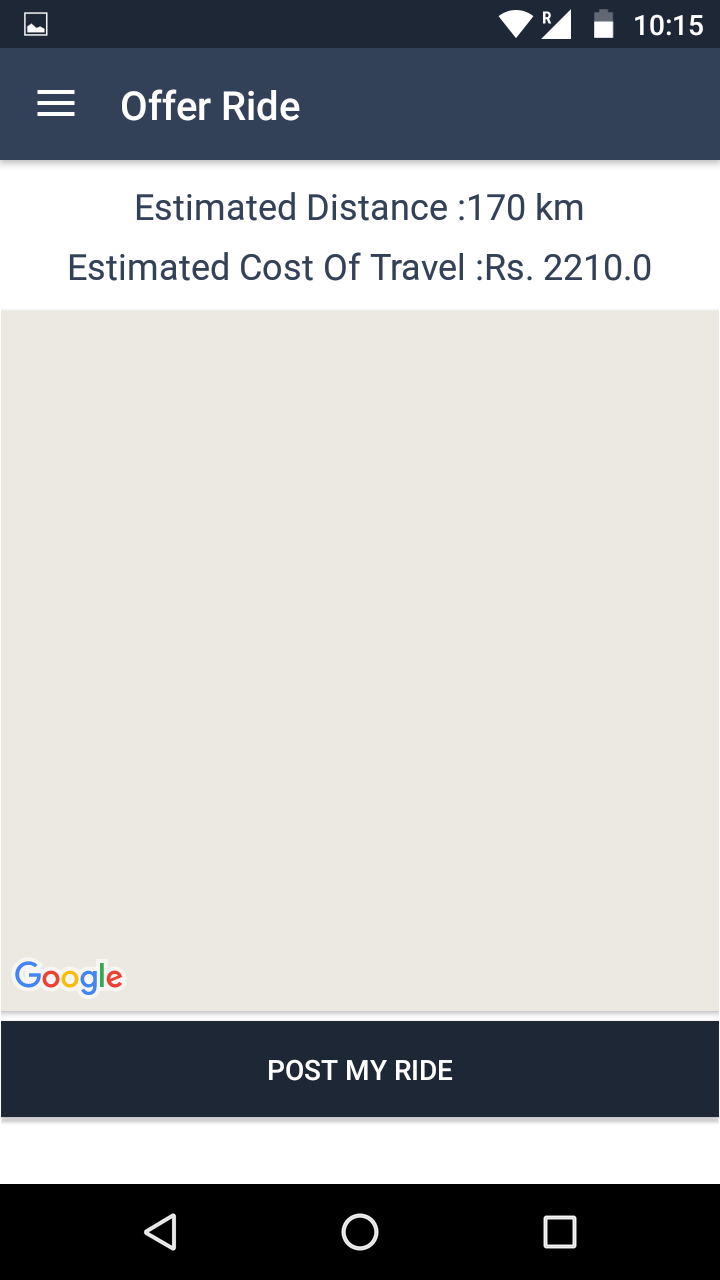 R 10:15
Offer Ride
Estimated Distance :170 km
Estimated Cost Of Travel :Rs. 2210.0
Google
POST MY RIDE